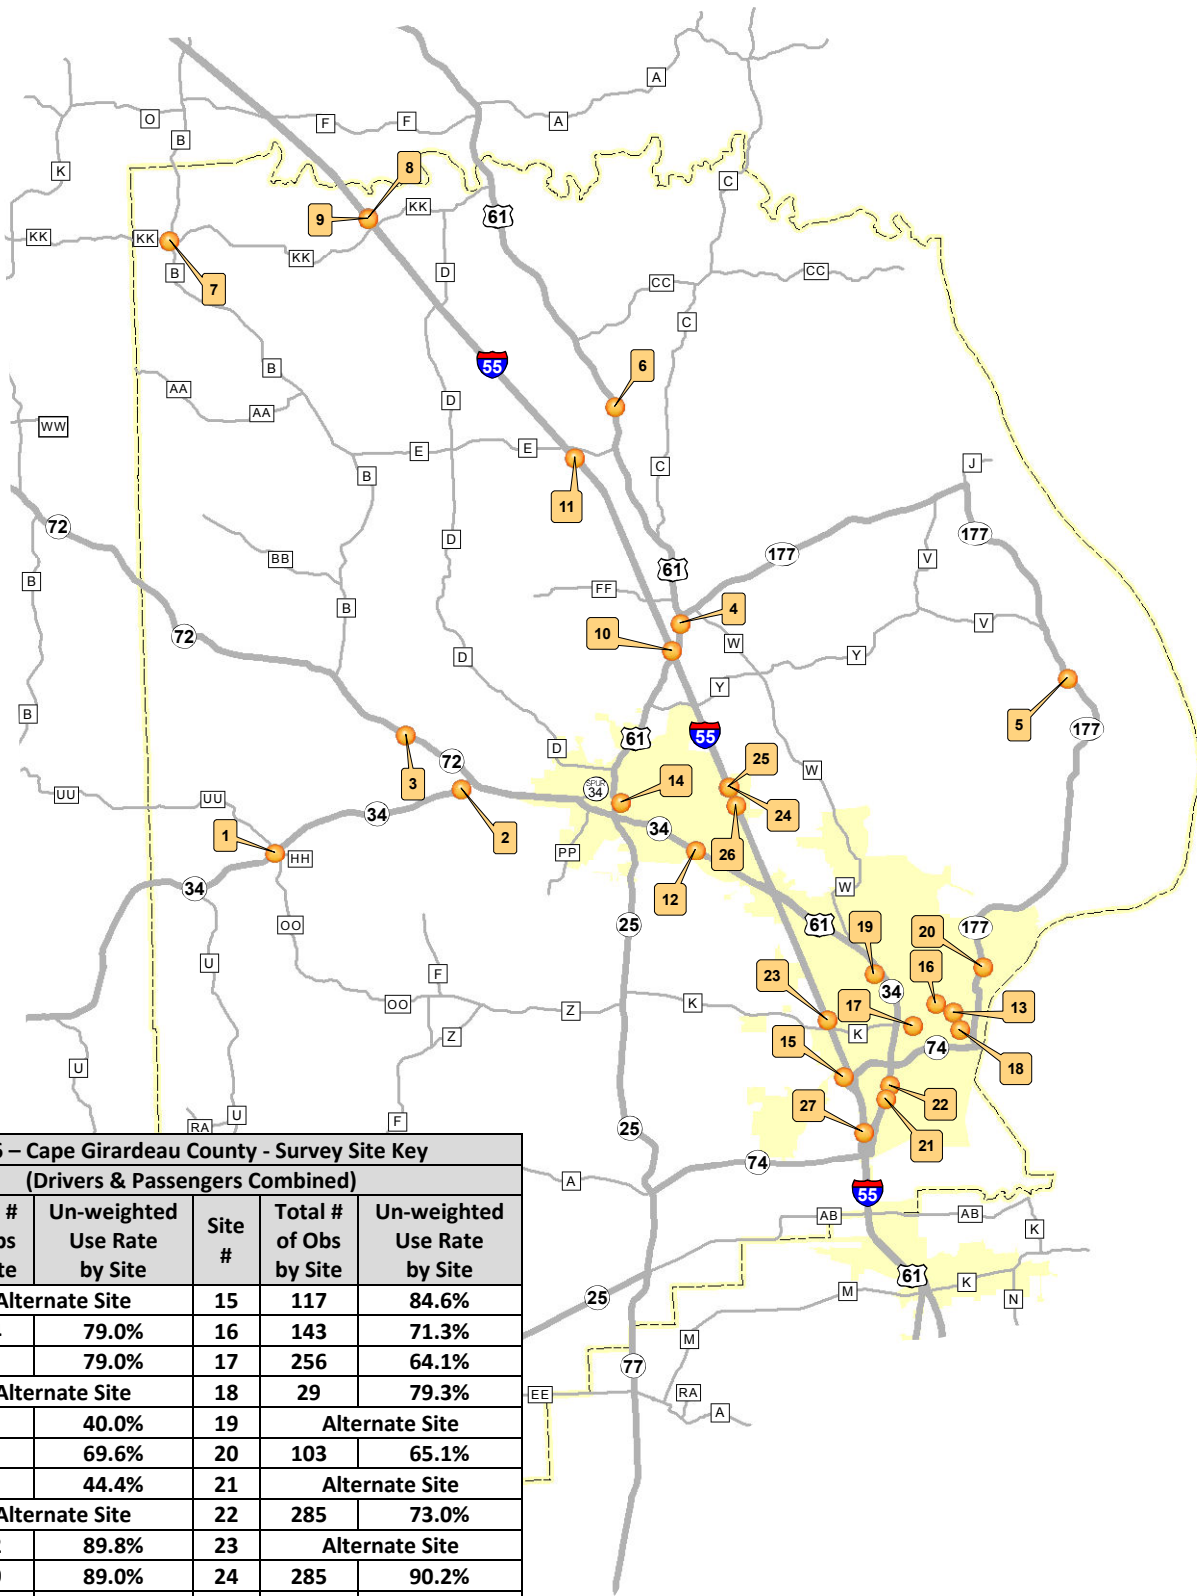 A
O
F
F
A
B
K
8
C
9
KK
61
KK
KK
KK
B
7
D
CC
CC
C
55
6
B
AA
AA
D
WW
E
E
C
B
11
J
72
D
177
177
BB
V
B
61
FF
4
B
72
10
W
V
D
Y
Y
5
B
61
55
177
D
72
3
25
W
UU
UU
SPUR
34
14
24
34
2
1
34
26
HH
PP
12
34
W
OO
25
61
19
20
177
16
U
F
34
23
17
13
OO
Z
K
K
Z
15
74
18
U
27
22
U
F
21
RA
25
74
A
55
AB
AB
K
61
25
M
K
N
M
77
RA
EE
A
– Cape Girardeau County - Survey Site Key
(Drivers & Passengers Combined)
# Un-weighted Site Total # Un-weighted
Use Rate # of Obs Use Rate
by Site by Site by Site
Alternate Site 15 117 84.6%
79.0% 16 143 71.3%
79.0% 17 256 64.1%
Alternate Site 18 29 79.3%
40.0% 19 Alternate Site
69.6% 20 103 65.1%
44.4% 21 Alternate Site
Alternate Site 22 285 73.0%
89.8% 23 Alternate Site
89.0% 24 285 90.2%